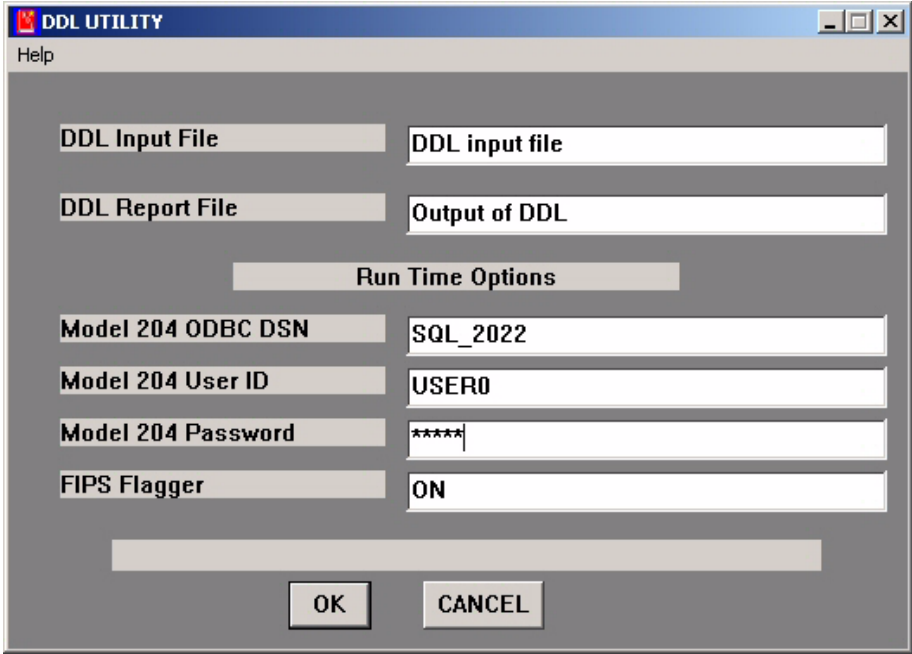 DDL UTILITY
Help
DDL Input File DDL input file
DDL Report File Output of DDL
Run Time Options
Model 204 ODBC DSN SQL_2022
Model 204 User ID USER0
Model 204 Password *****
FIPS Flagger ON
OK CANCEL